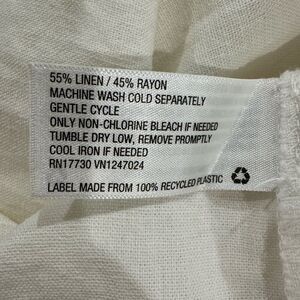 55% LINEN / 45% RAYON
MACHINE WASH COLD SEPARATELY
GENTLE CYCLE
ONLY NON-CHLORINE BLEACH IF NEEDED
TUMBLE DRY LOW, REMOVE PROMPTLY
COOL IRON IF NEEDED
RN17730 VN1247024
LABEL MADE FROM 100% RECYCLED PLASTIC